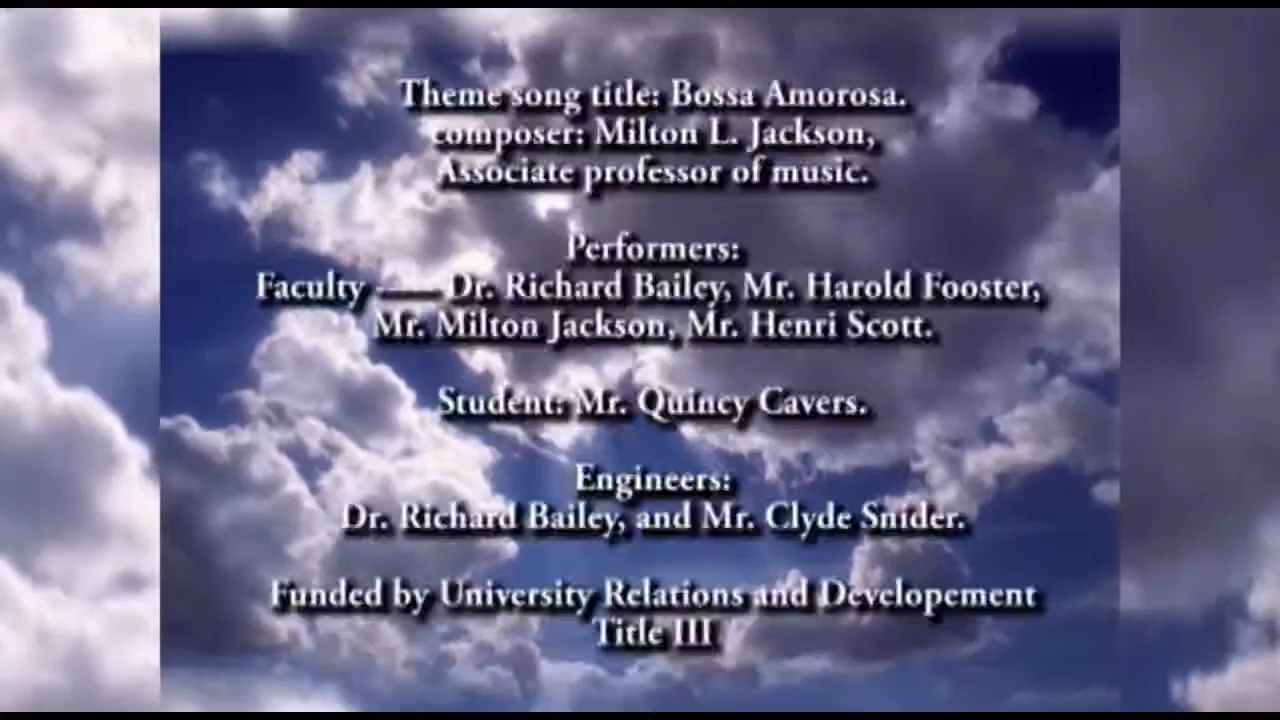 Theme song title: Bossa Amorosa.
composer: Milton L. Jackson,
Associate professor of music.
Performers:
Faculty —— Dr. Richard Bailey, Mr. Harold Fooster,
Mr. Milton Jackson, Mr. Henri Scott.
Student: Mr. Quincy Cavers.
Engineers:
Dr. Richard Bailey, and Mr. Clyde Snider.
Funded by University Relations and Developement
Title III